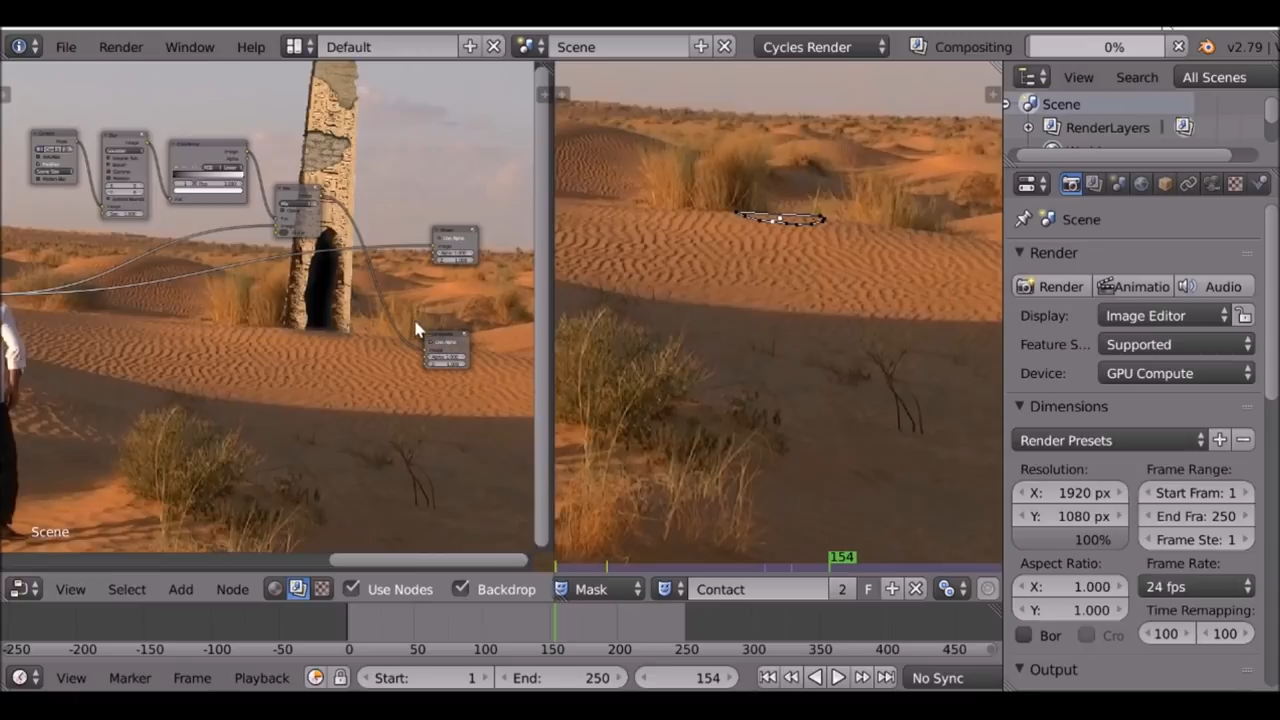 File Render Window Help Default Scene Cycles Render Compositing 0% v2.79 |
View Search All Scenes
Scene
RenderLayers
Scene
Render
Render Animatio Audio
Display: Image Editor
Feature S... Supported
Device: GPU Compute
Dimensions
Render Presets
Resolution: Frame Range:
X: 1920 px Start Fram: 1
Y: 1080 px End Fra: 250
100% Frame Ste: 1
Aspect Ratio: Frame Rate:
X: 1.000 24 fps
Y: 1.000 Time Remapping:
Bor Cro 100 100
Output
Scene
154
View Select Add Node Use Nodes Backdrop Mask Contact 2 F
-250 -200 -150 -100 -50 0 50 100 150 200 250 300 350 400 450
View Marker Frame Playback Start: 1 End: 250 154 No Sync